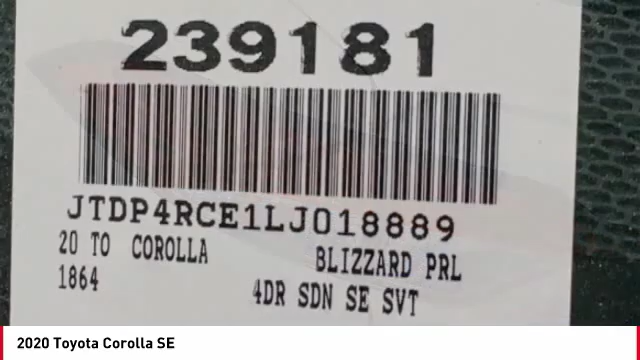 239181
JTDP4RCE1LJ018889
20 TO COROLLA BLIZZARD PRL
1864 4DR SDN SE SVT
2020 Toyota Corolla SE